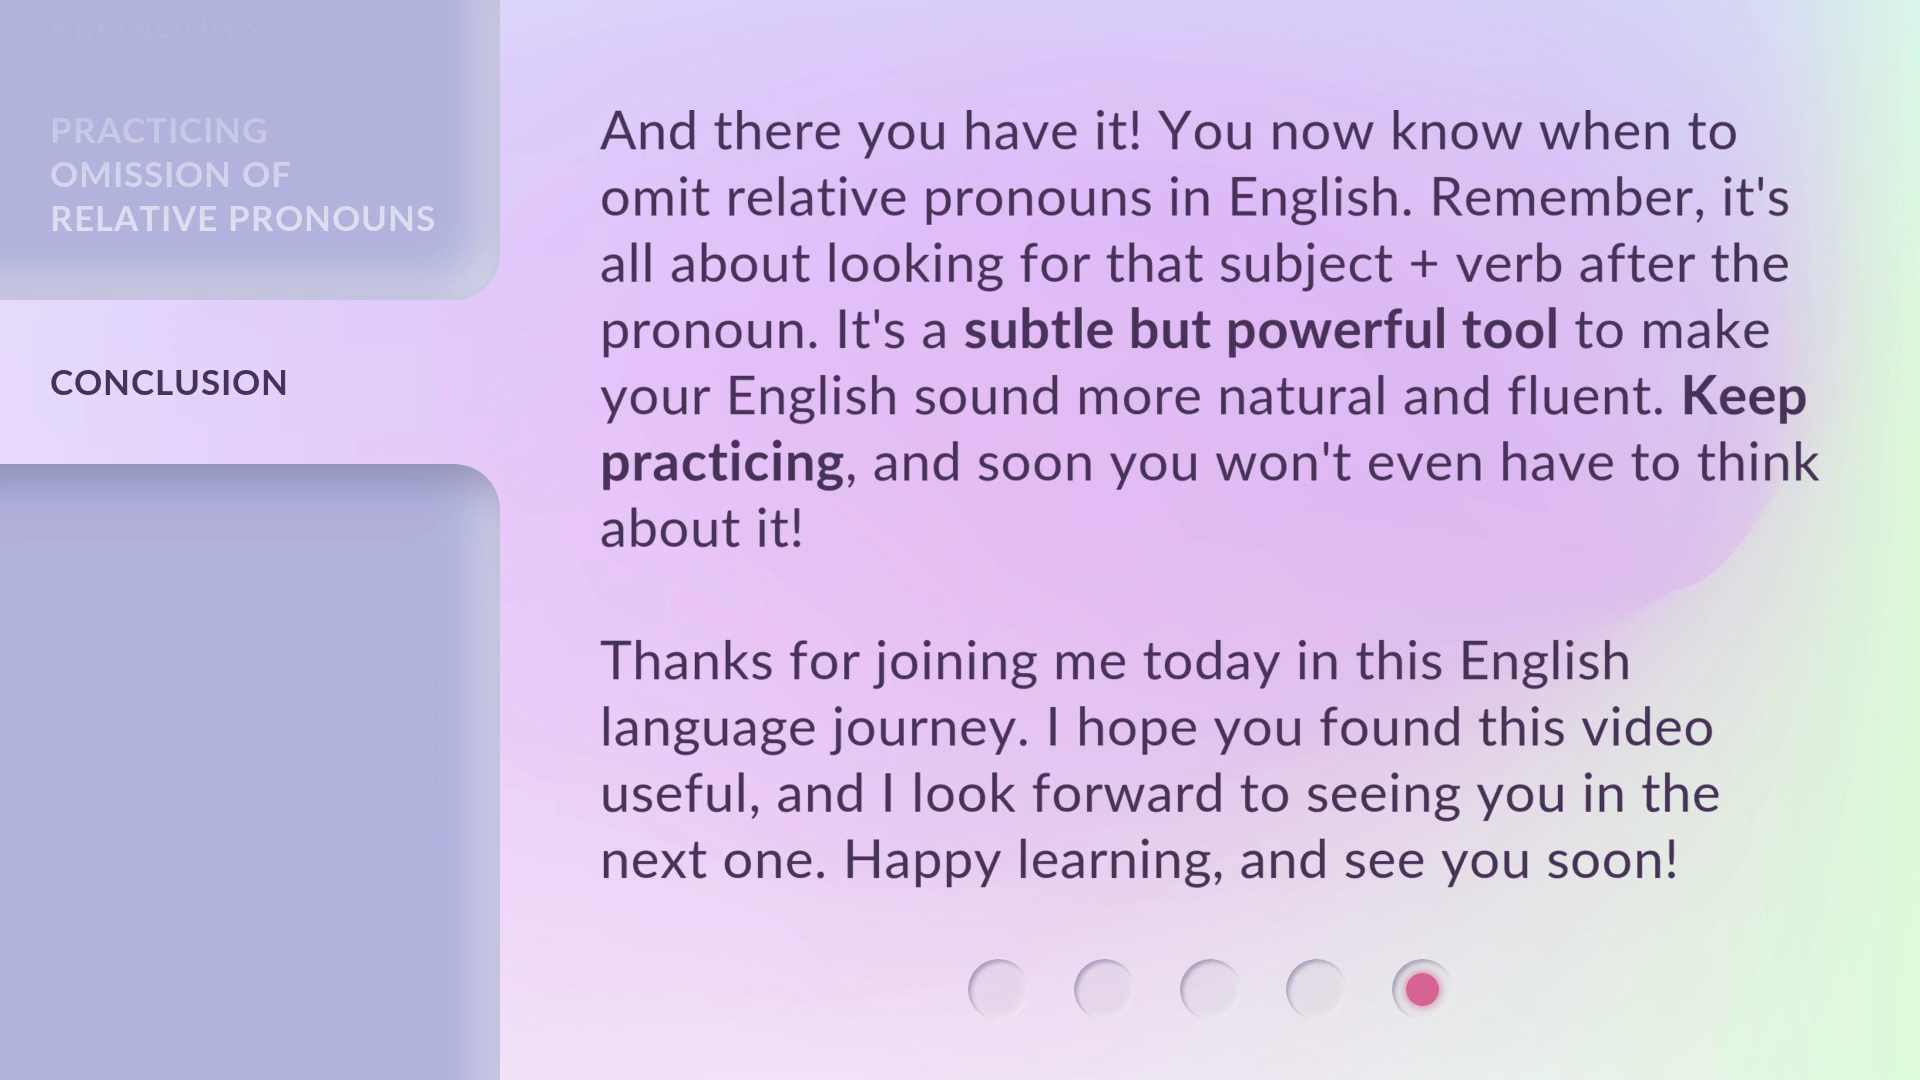 PRONOUNS?
PRACTICING
OMISSION OF
RELATIVE PRONOUNS
CONCLUSION
And there you have it! You now know when to
omit relative pronouns in English. Remember, it's
all about looking for that subject + verb after the
pronoun. It's a subtle but powerful tool to make
your English sound more natural and fluent. Keep
practicing, and soon you won't even have to think
about it!
Thanks for joining me today in this English
language journey. I hope you found this video
useful, and I look forward to seeing you in the
next one. Happy learning, and see you soon!